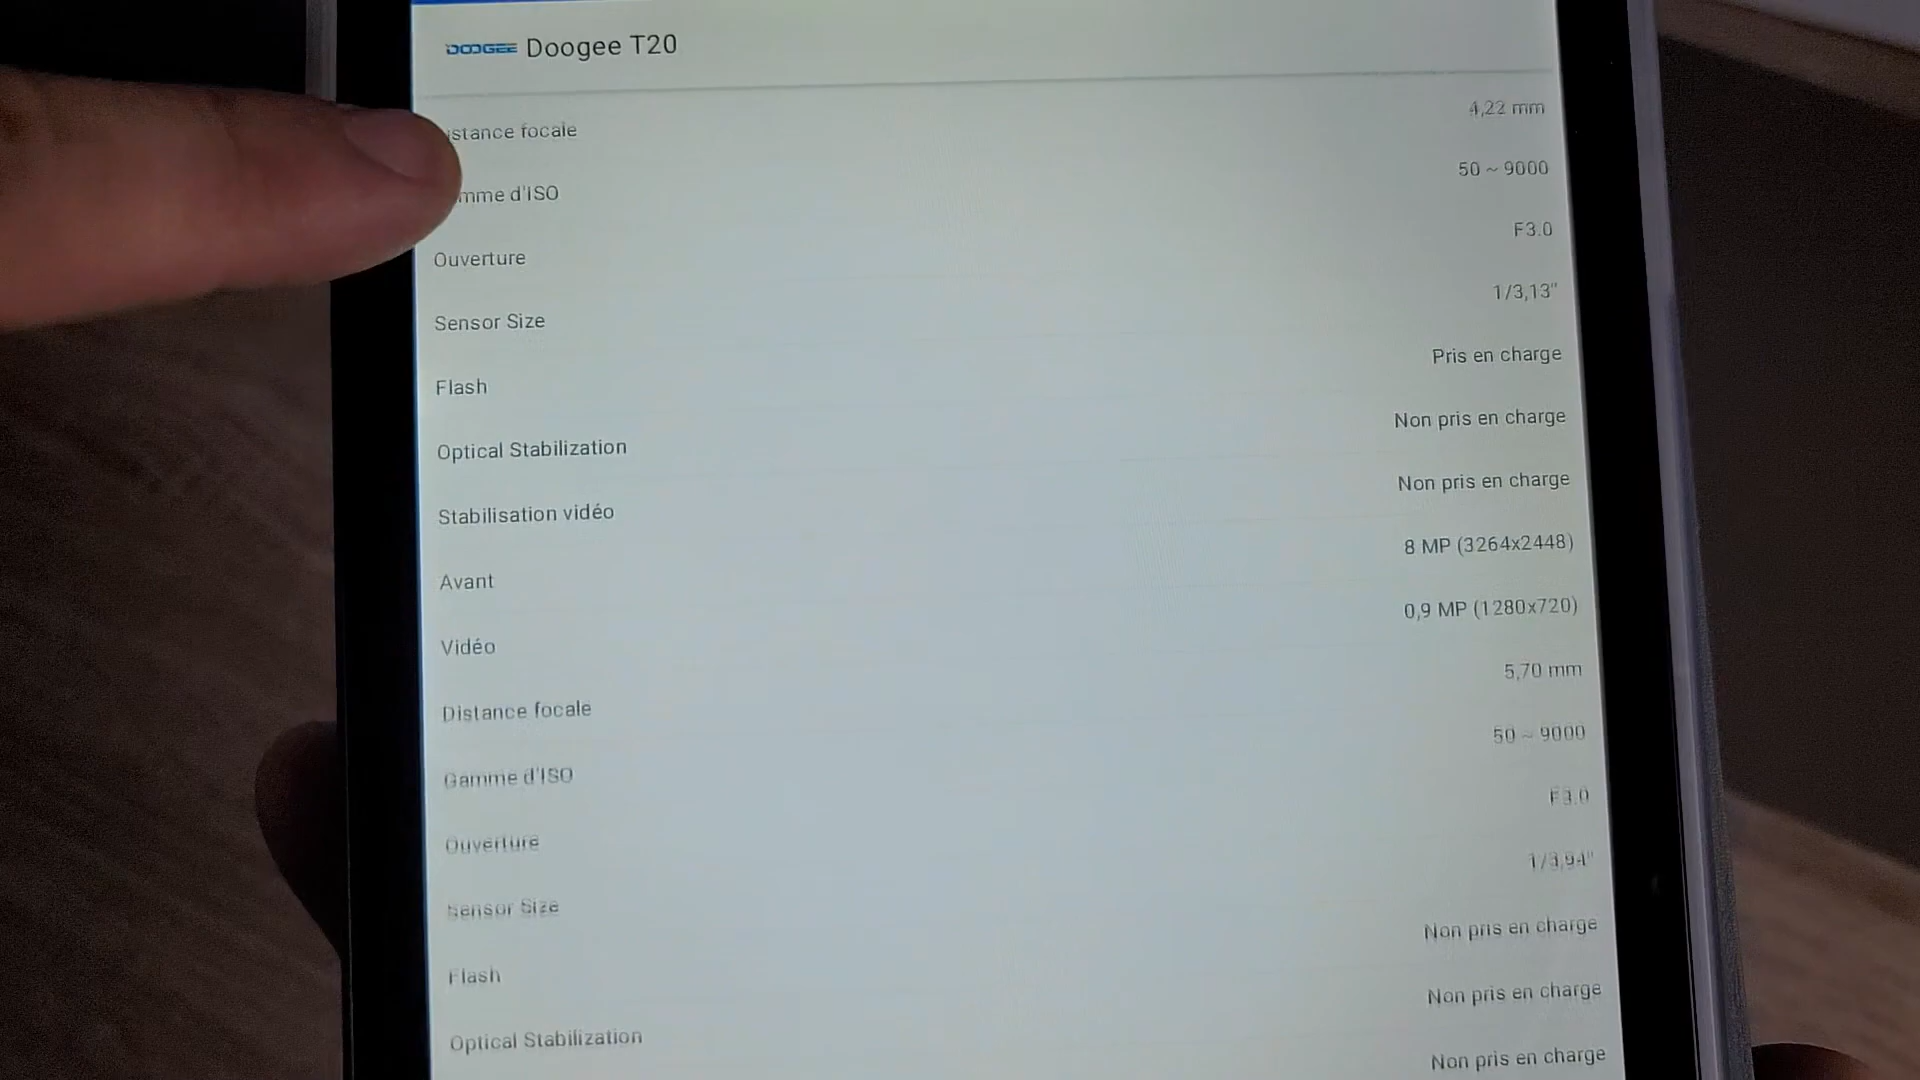 DOOGEE Doogee T20
istance focale 4,22 mm
mme d'ISO 50 ~ 9000
Ouverture F3.0
Sensor Size 1/3,13"
Flash Pris en charge
Optical Stabilization Non pris en charge
Stabilisation vidéo Non pris en charge
Avant 8 MP (3264x2448)
Vidéo 0,9 MP (1280x720)
Distance focale 5,70 mm
Gamme d'ISO 50 ~ 9000
Ouverture F3.0
Sensor Size 1/3,94"
Flash Non pris en charge
Optical Stabilization Non pris en charge
Non pris en charge